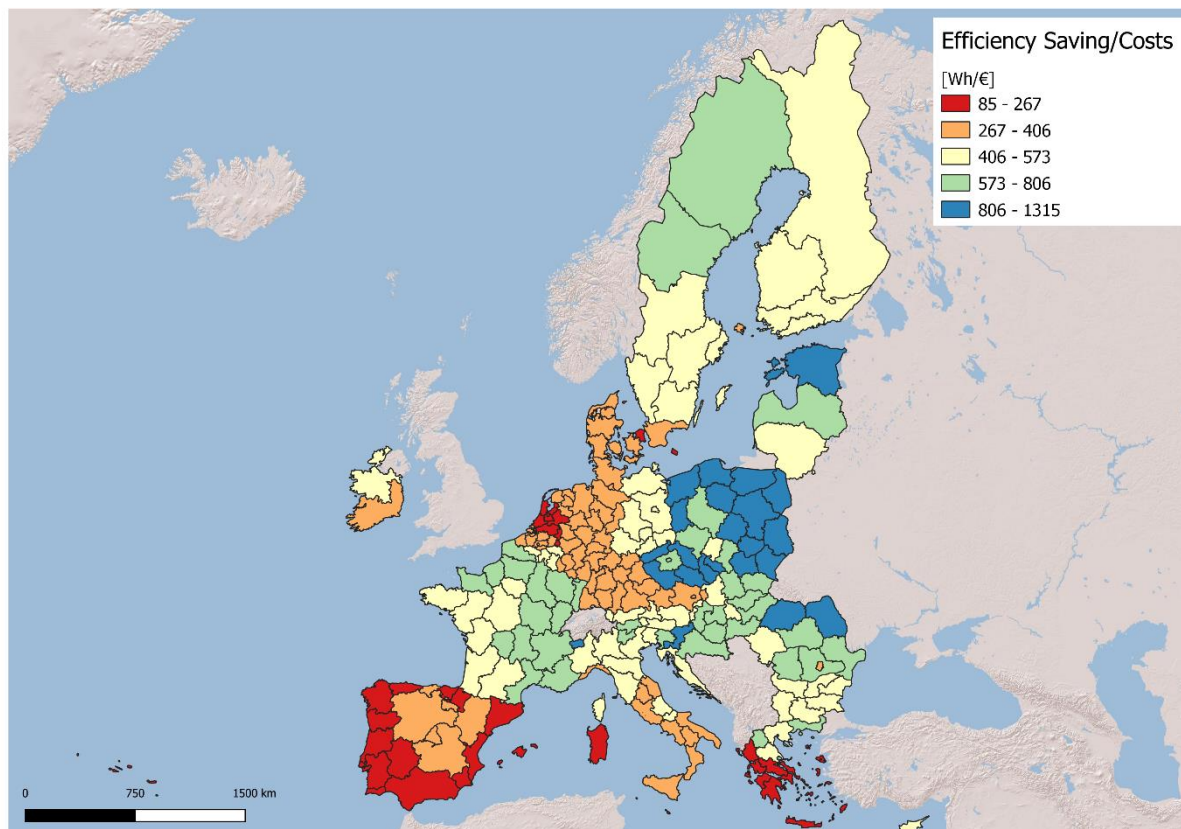 Efficiency Saving/Costs
[Wh/€]
85 - 267
267 - 406
406 - 573
573 - 806
806 - 1315
0 750 1500 km